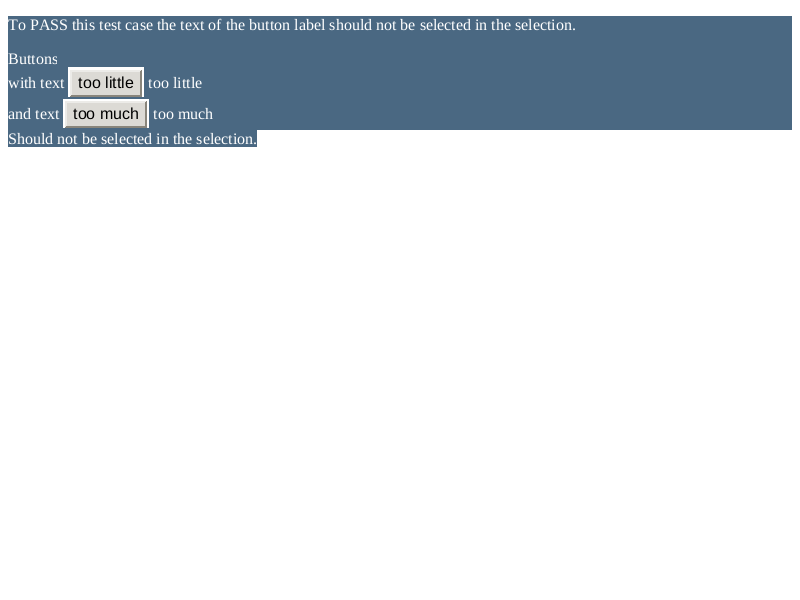 To PASS this test case the text of the button label should not be selected in the selection.
Buttons
with text too little too little
and text too much too much
Should not be selected in the selection.